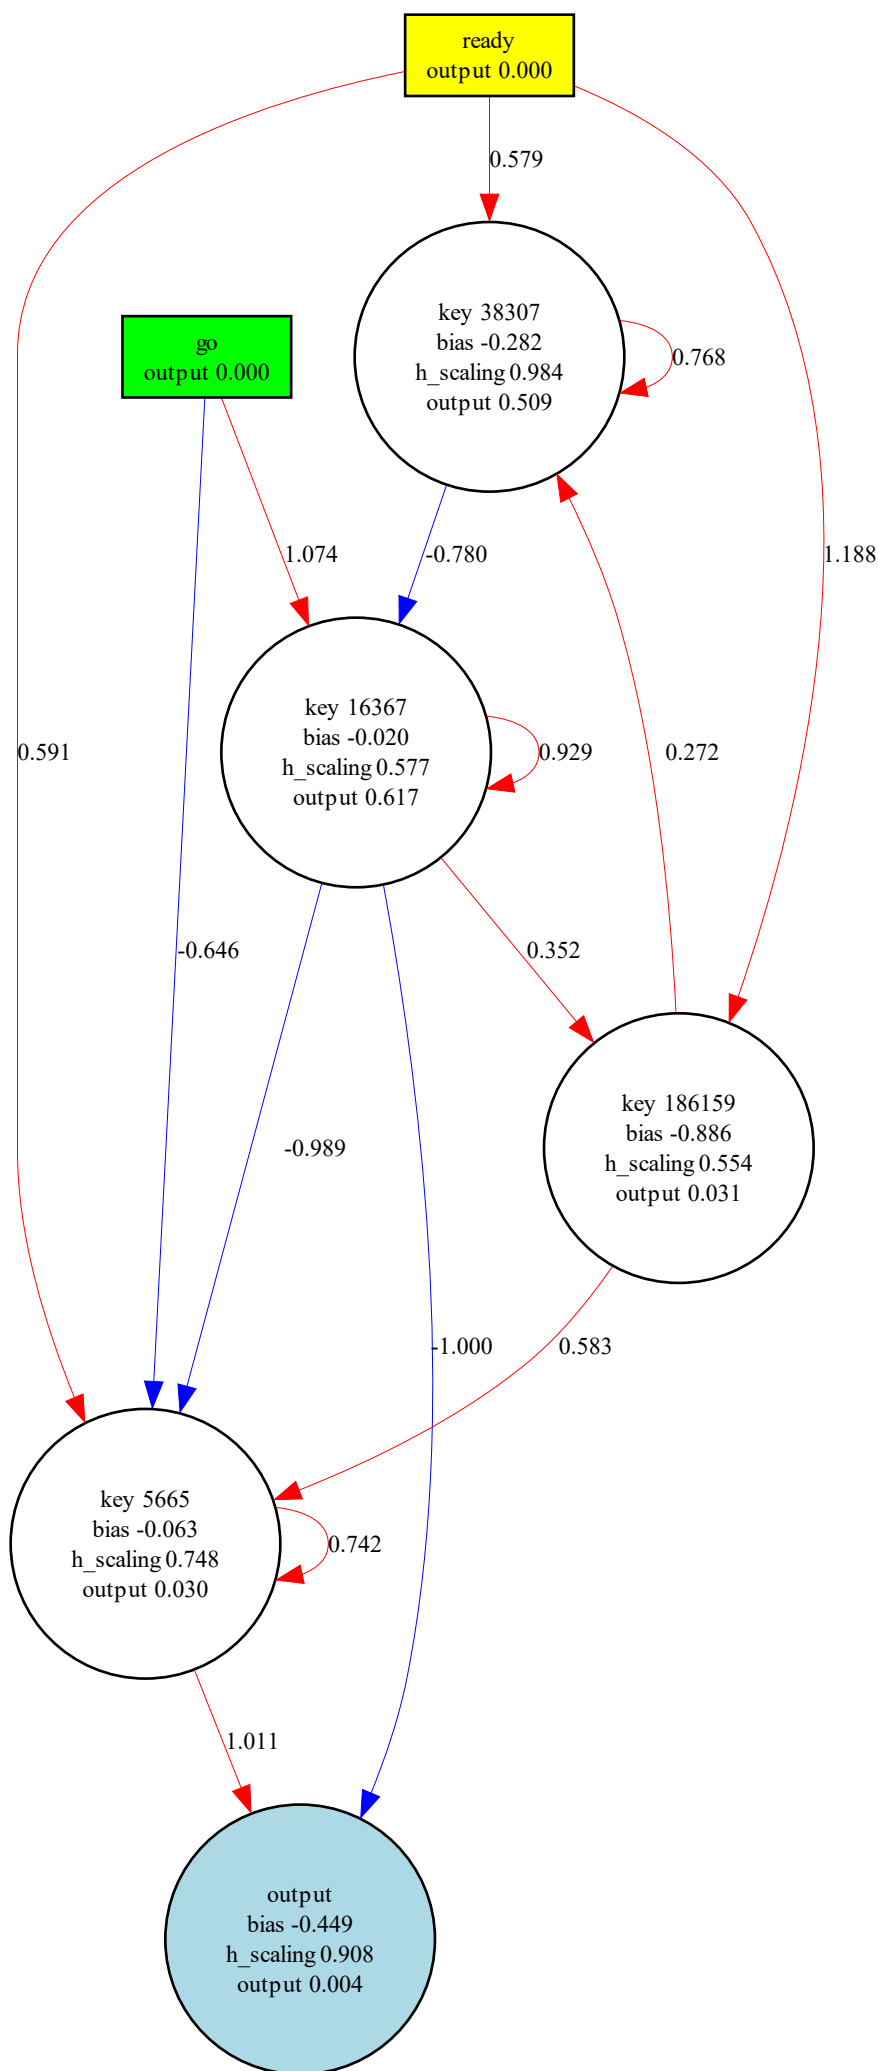 ready
output 0.000
0.579
go
output 0.000
key 38307
bias -0.282
h_scaling 0.984
output 0.509
0.768
1.074
-0.780
1.188
key 16367
bias -0.020
h_scaling 0.577
output 0.617
0.591
0.929
0.272
-0.646
0.352
key 186159
bias -0.886
h_scaling 0.554
output 0.031
-0.989
-1.000
0.583
key 5665
bias -0.063
h_scaling 0.748
output 0.030
0.742
1.011
output
bias -0.449
h_scaling 0.908
output 0.004